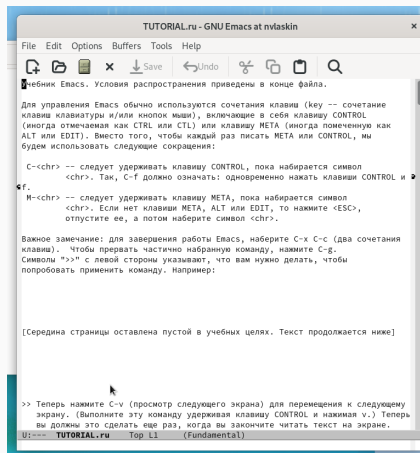 TUTORIAL.ru - GNU Emacs at nvlaskin
File Edit Options Buffers Tools Help
Save Undo
Учебник Emacs. Условия распространения приведены в конце файла.
Для управления Emacs обычно используются сочетания клавиш (key -- сочетание
клавиш клавиатуры и/или кнопок мыши), включающие в себя клавишу CONTROL
(иногда отмечаемая как CTRL или CTL) или клавишу META (иногда помеченную как
ALT или EDIT). Вместо того, чтобы каждый раз писать META или CONTROL, мы
будем использовать следующие сокращения:
C-<chr> -- следует удерживать клавишу CONTROL, пока набирается символ
<chr>. Так, C-f должно означать: одновременно нажать клавиши CONTROL и
f.
M-<chr> -- следует удерживать клавишу META, пока набирается символ
<chr>. Если нет клавиши META, ALT или EDIT, то нажмите <ESC>,
отпустите ее, а потом наберите символ <chr>.
Важное замечание: для завершения работы Emacs, наберите C-x C-c (два сочетания
клавиш). Чтобы прервать частично набранную команду, нажмите C-g.
Символы ">>" с левой стороны указывают, что вам нужно делать, чтобы
попробовать применить команду. Например:
[Середина страницы оставлена пустой в учебных целях. Текст продолжается ниже]
>> Теперь нажмите C-v (просмотр следующего экрана) для перемещения к следующему
экрану. (Выполните эту команду удерживая клавишу CONTROL и нажимая v.) Теперь
вы должны это сделать еще раз, когда вы закончите читать текст на экране.
U:--- TUTORIAL.ru Top L1 (Fundamental)